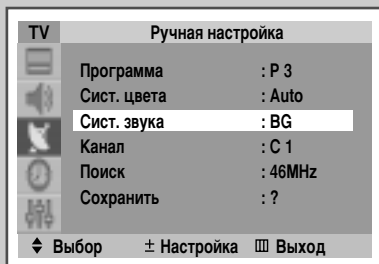 TV Ручная настройка
Программа : P 3
Сист. цвета : Auto
Сист. звука : BG
Канал : C 1
Поиск : 46MHz
Сохранить : ?
Выбор ± Настройка Выход